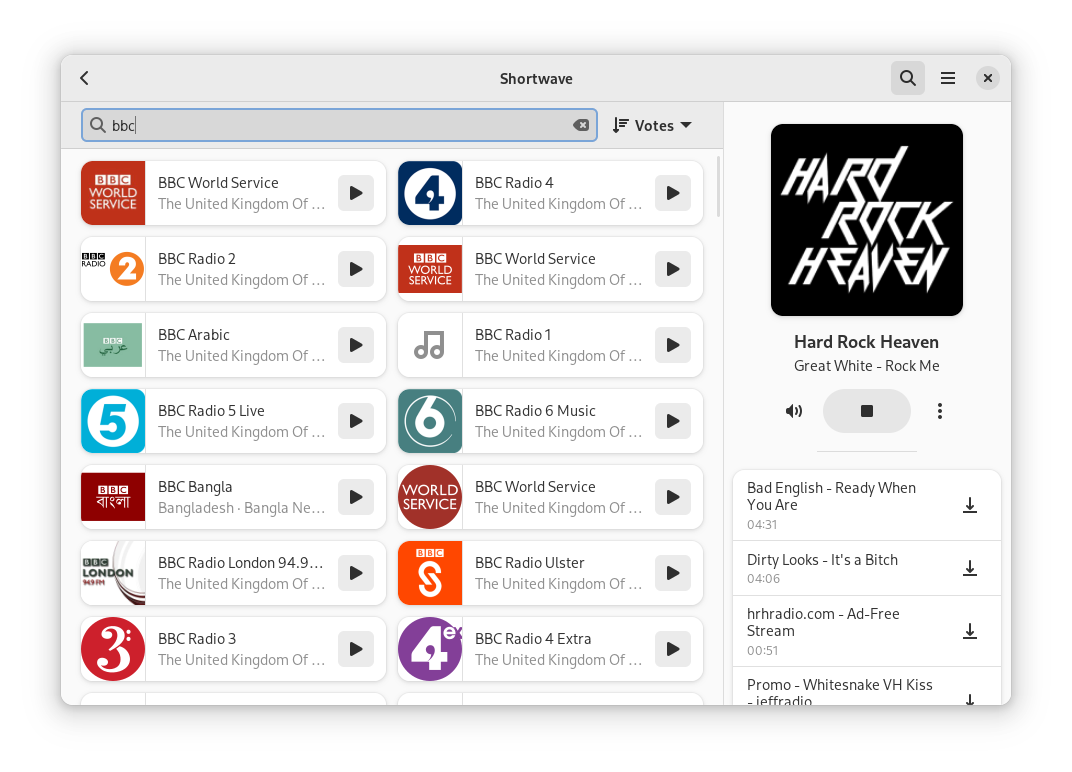 Shortwave
bbc
Votes
BBC
WORLD
SERVICE
BBC World Service
The United Kingdom Of …
4
BBC Radio 4
The United Kingdom Of …
BBC
RADIO
2
BBC Radio 2
The United Kingdom Of …
BBC
WORLD
SERVICE
BBC World Service
The United Kingdom Of …
BBC
عربي
BBC Arabic
The United Kingdom Of …
BBC Radio 1
The United Kingdom Of …
5
BBC Radio 5 Live
The United Kingdom Of …
6
BBC Radio 6 Music
The United Kingdom Of …
BBC
বাংলা
BBC Bangla
Bangladesh · Bangla Ne…
WORLD
SERVICE
BBC World Service
The United Kingdom Of …
BBC
LONDON
94.9 FM
BBC Radio London 94.9…
The United Kingdom Of …
BBC
S
BBC Radio Ulster
The United Kingdom Of …
3:
BBC Radio 3
The United Kingdom Of …
4 e
BBC Radio 4 Extra
The United Kingdom Of …
HARD
ROCK
HEAVEN
Hard Rock Heaven
Great White - Rock Me
Bad English - Ready When
You Are
04:31
Dirty Looks - It's a Bitch
04:06
hrhradio.com - Ad-Free
Stream
00:51
Promo - Whitesnake VH Kiss
- jeffradio